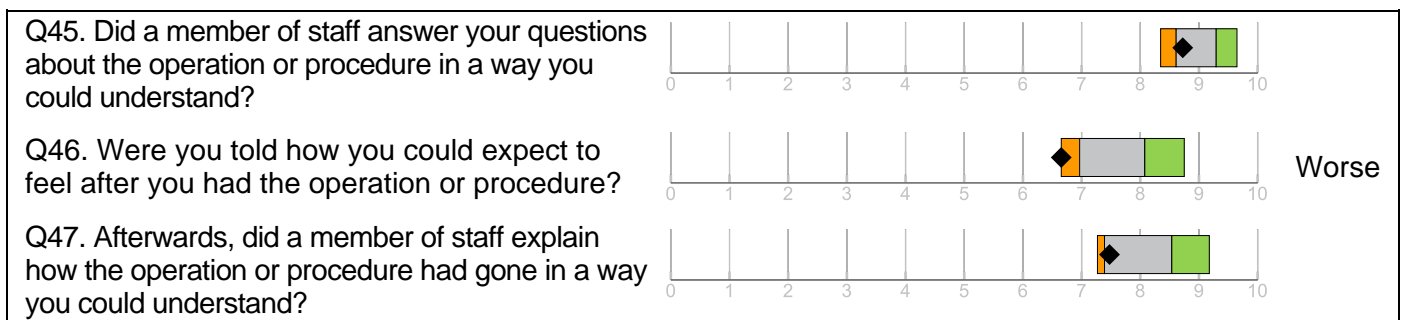 Q45. Did a member of staff answer your questions
about the operation or procedure in a way you
could understand?
0 1 2 3 4 5 6 7 8 9 10
Q46. Were you told how you could expect to
feel after you had the operation or procedure?
0 1 2 3 4 5 6 7 8 9 10
Worse
Q47. Afterwards, did a member of staff explain
how the operation or procedure had gone in a way
you could understand?
0 1 2 3 4 5 6 7 8 9 10